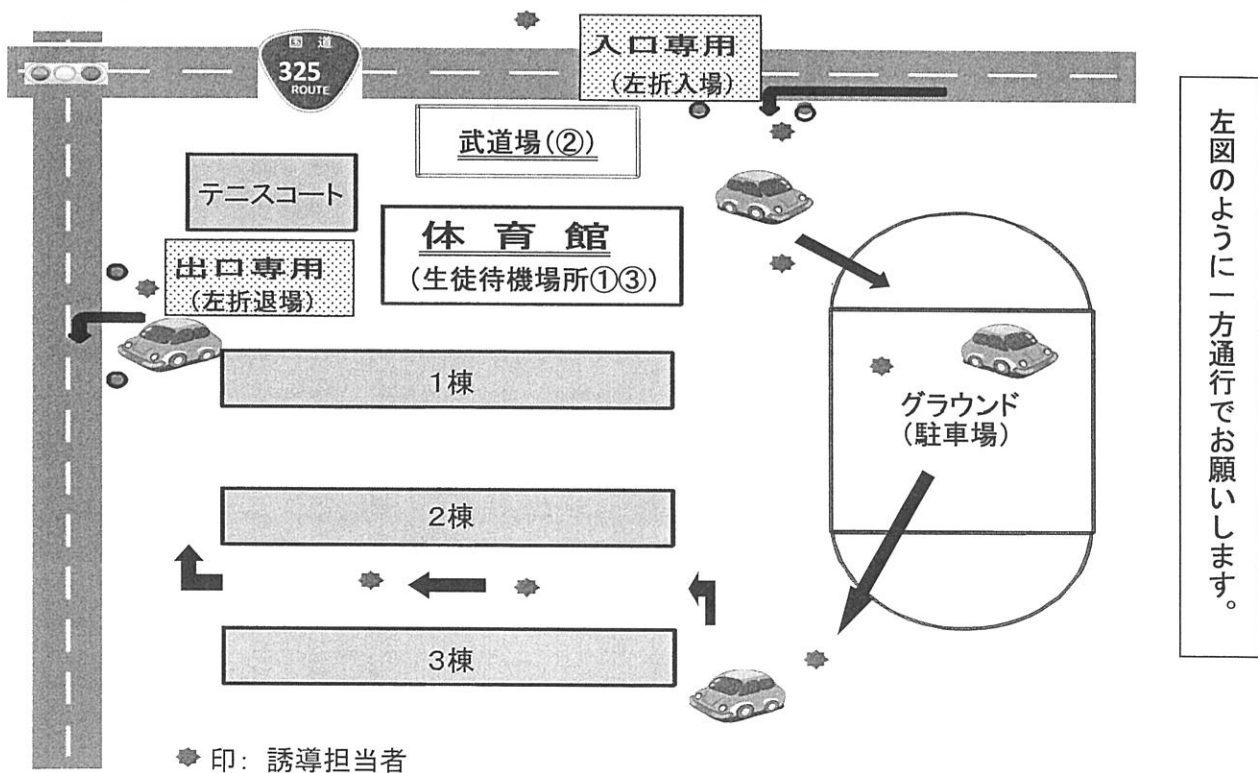 国道
325
ROUTE
入口専用
(左折入場)
武道場(②)
テニスコート
体育館
(生徒待機場所①③)
出口専用
(左折退場)
1棟
グラウンド
(駐車場)
2棟
3棟
印: 誘導担当者
左図のように一方通行でお願いします。